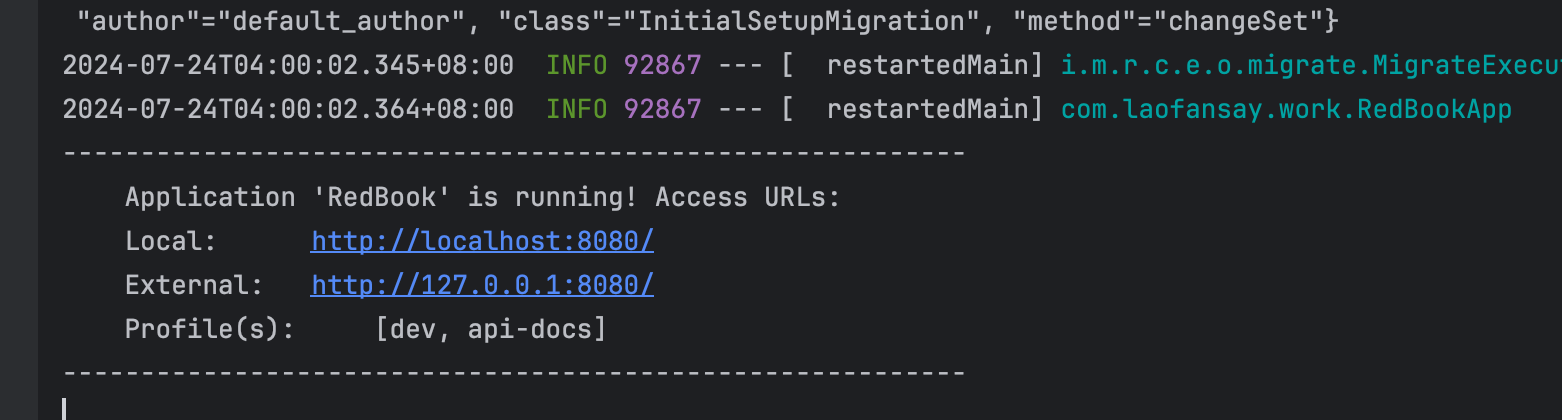 "author"="default_author", "class"="InitialSetupMigration", "method"="changeSet"}
2024-07-24T04:00:02.345+08:00  INFO 92867 --- [  restartedMain] i.m.r.c.e.o.migrate.MigrateExecut
2024-07-24T04:00:02.364+08:00  INFO 92867 --- [  restartedMain] com.laofansay.work.RedBookApp
----------------------------------------------------------
Application 'RedBook' is running! Access URLs:
Local:      http://localhost:8080/
External:   http://127.0.0.1:8080/
Profile(s):     [dev, api-docs]
----------------------------------------------------------